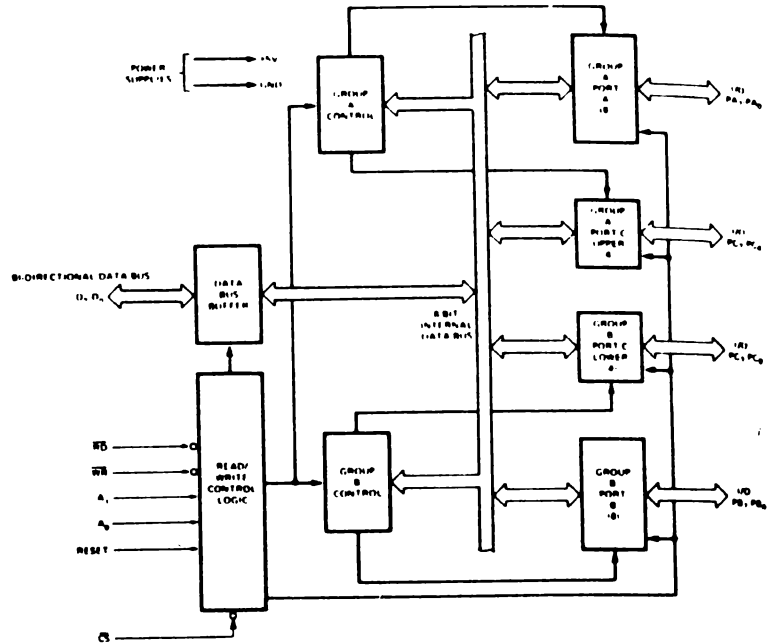 POWER
SUPPLIES
+5V
GND
GROUP
A
CONTROL
GROUP
A
PORT
A
(8)
I/O
PA7 PA0
GROUP
A
PORT C
UPPER
4
I/O
PC7 PC4
BI-DIRECTIONAL DATA BUS
D7 D0
DATA
BUS
BUFFER
8 BIT
INTERNAL
DATA BUS
GROUP
B
PORT C
LOWER
4
I/O
PC3 PC0
RD
WR
A1
A0
RESET
CS
READ/
WRITE
CONTROL
LOGIC
GROUP
B
CONTROL
GROUP
B
PORT
B
(8)
I/O
PB7 PB0